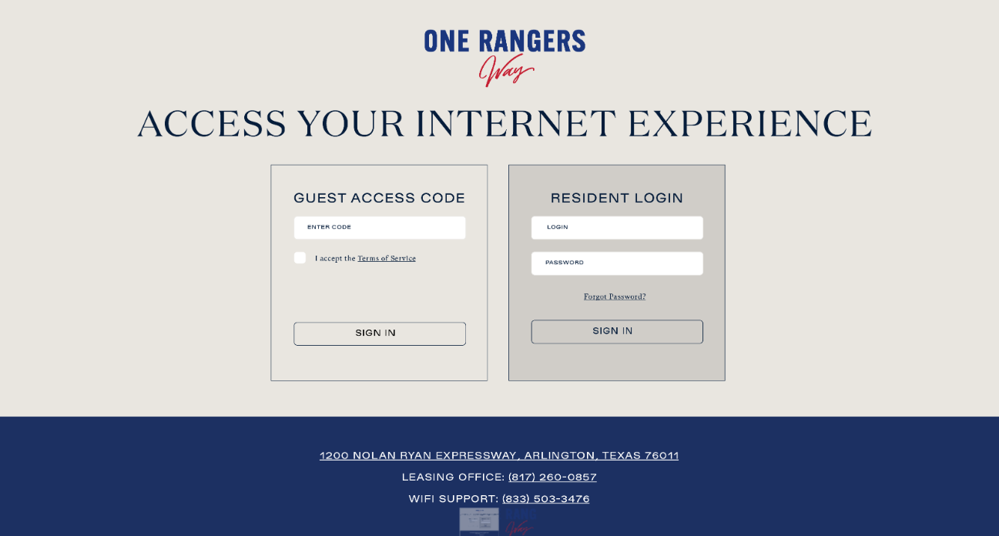 ONE RANGERS
Way
ACCESS YOUR INTERNET EXPERIENCE
GUEST ACCESS CODE
ENTER CODE
I accept the Terms of Service
SIGN IN
RESIDENT LOGIN
LOGIN
PASSWORD
Forgot Password?
SIGN IN
1200 NOLAN RYAN EXPRESSWAY, ARLINGTON, TEXAS 76011
LEASING OFFICE: (817) 260-0857
WIFI SUPPORT: (833) 503-3476
Way